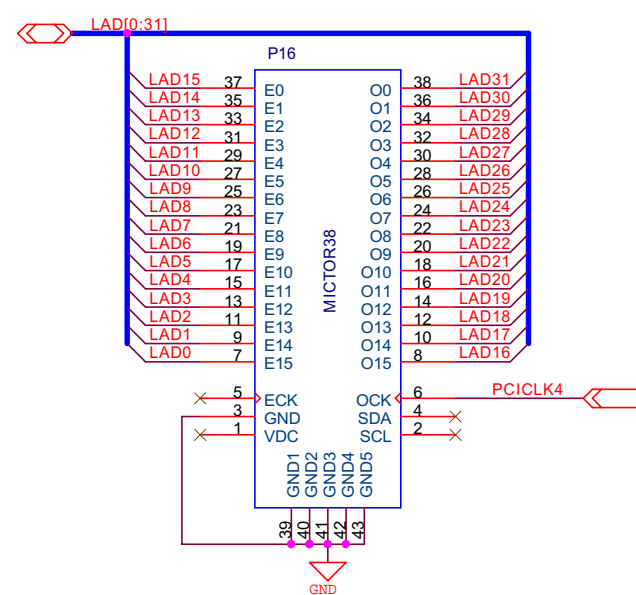 LAD[0:31]
P16
LAD15 37 E0 O0 38 LAD31
LAD14 35 E1 O1 36 LAD30
LAD13 33 E2 O2 34 LAD29
LAD12 31 E3 O3 32 LAD28
LAD11 29 E4 O4 30 LAD27
LAD10 27 E5 O5 28 LAD26
LAD9 25 E6 O6 26 LAD25
LAD8 23 E7 O7 24 LAD24
LAD7 21 E8 O8 22 LAD23
LAD6 19 E9 O9 20 LAD22
LAD5 17 E10 O10 18 LAD21
LAD4 15 E11 O11 16 LAD20
LAD3 13 E12 O12 14 LAD19
LAD2 11 E13 O13 12 LAD18
LAD1 9 E14 O14 10 LAD17
LAD0 7 E15 O15 8 LAD16
MICTOR38
5 ECK OCK 6 PCICLK4
3 GND SDA 4
1 VDC SCL 2
GND1 GND2 GND3 GND4 GND5
39 40 41 42 43
GND